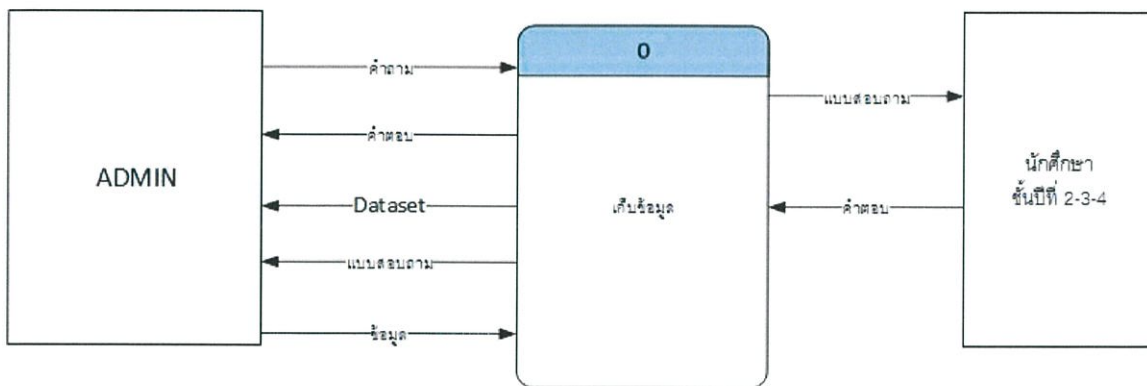 0
คำถาม
แบบสอบถาม
คำตอบ
ADMIN
นักศึกษา
ชั้นปีที่ 2-3-4
Dataset
เก็บข้อมูล
คำตอบ
แบบสอบถาม
ข้อมูล